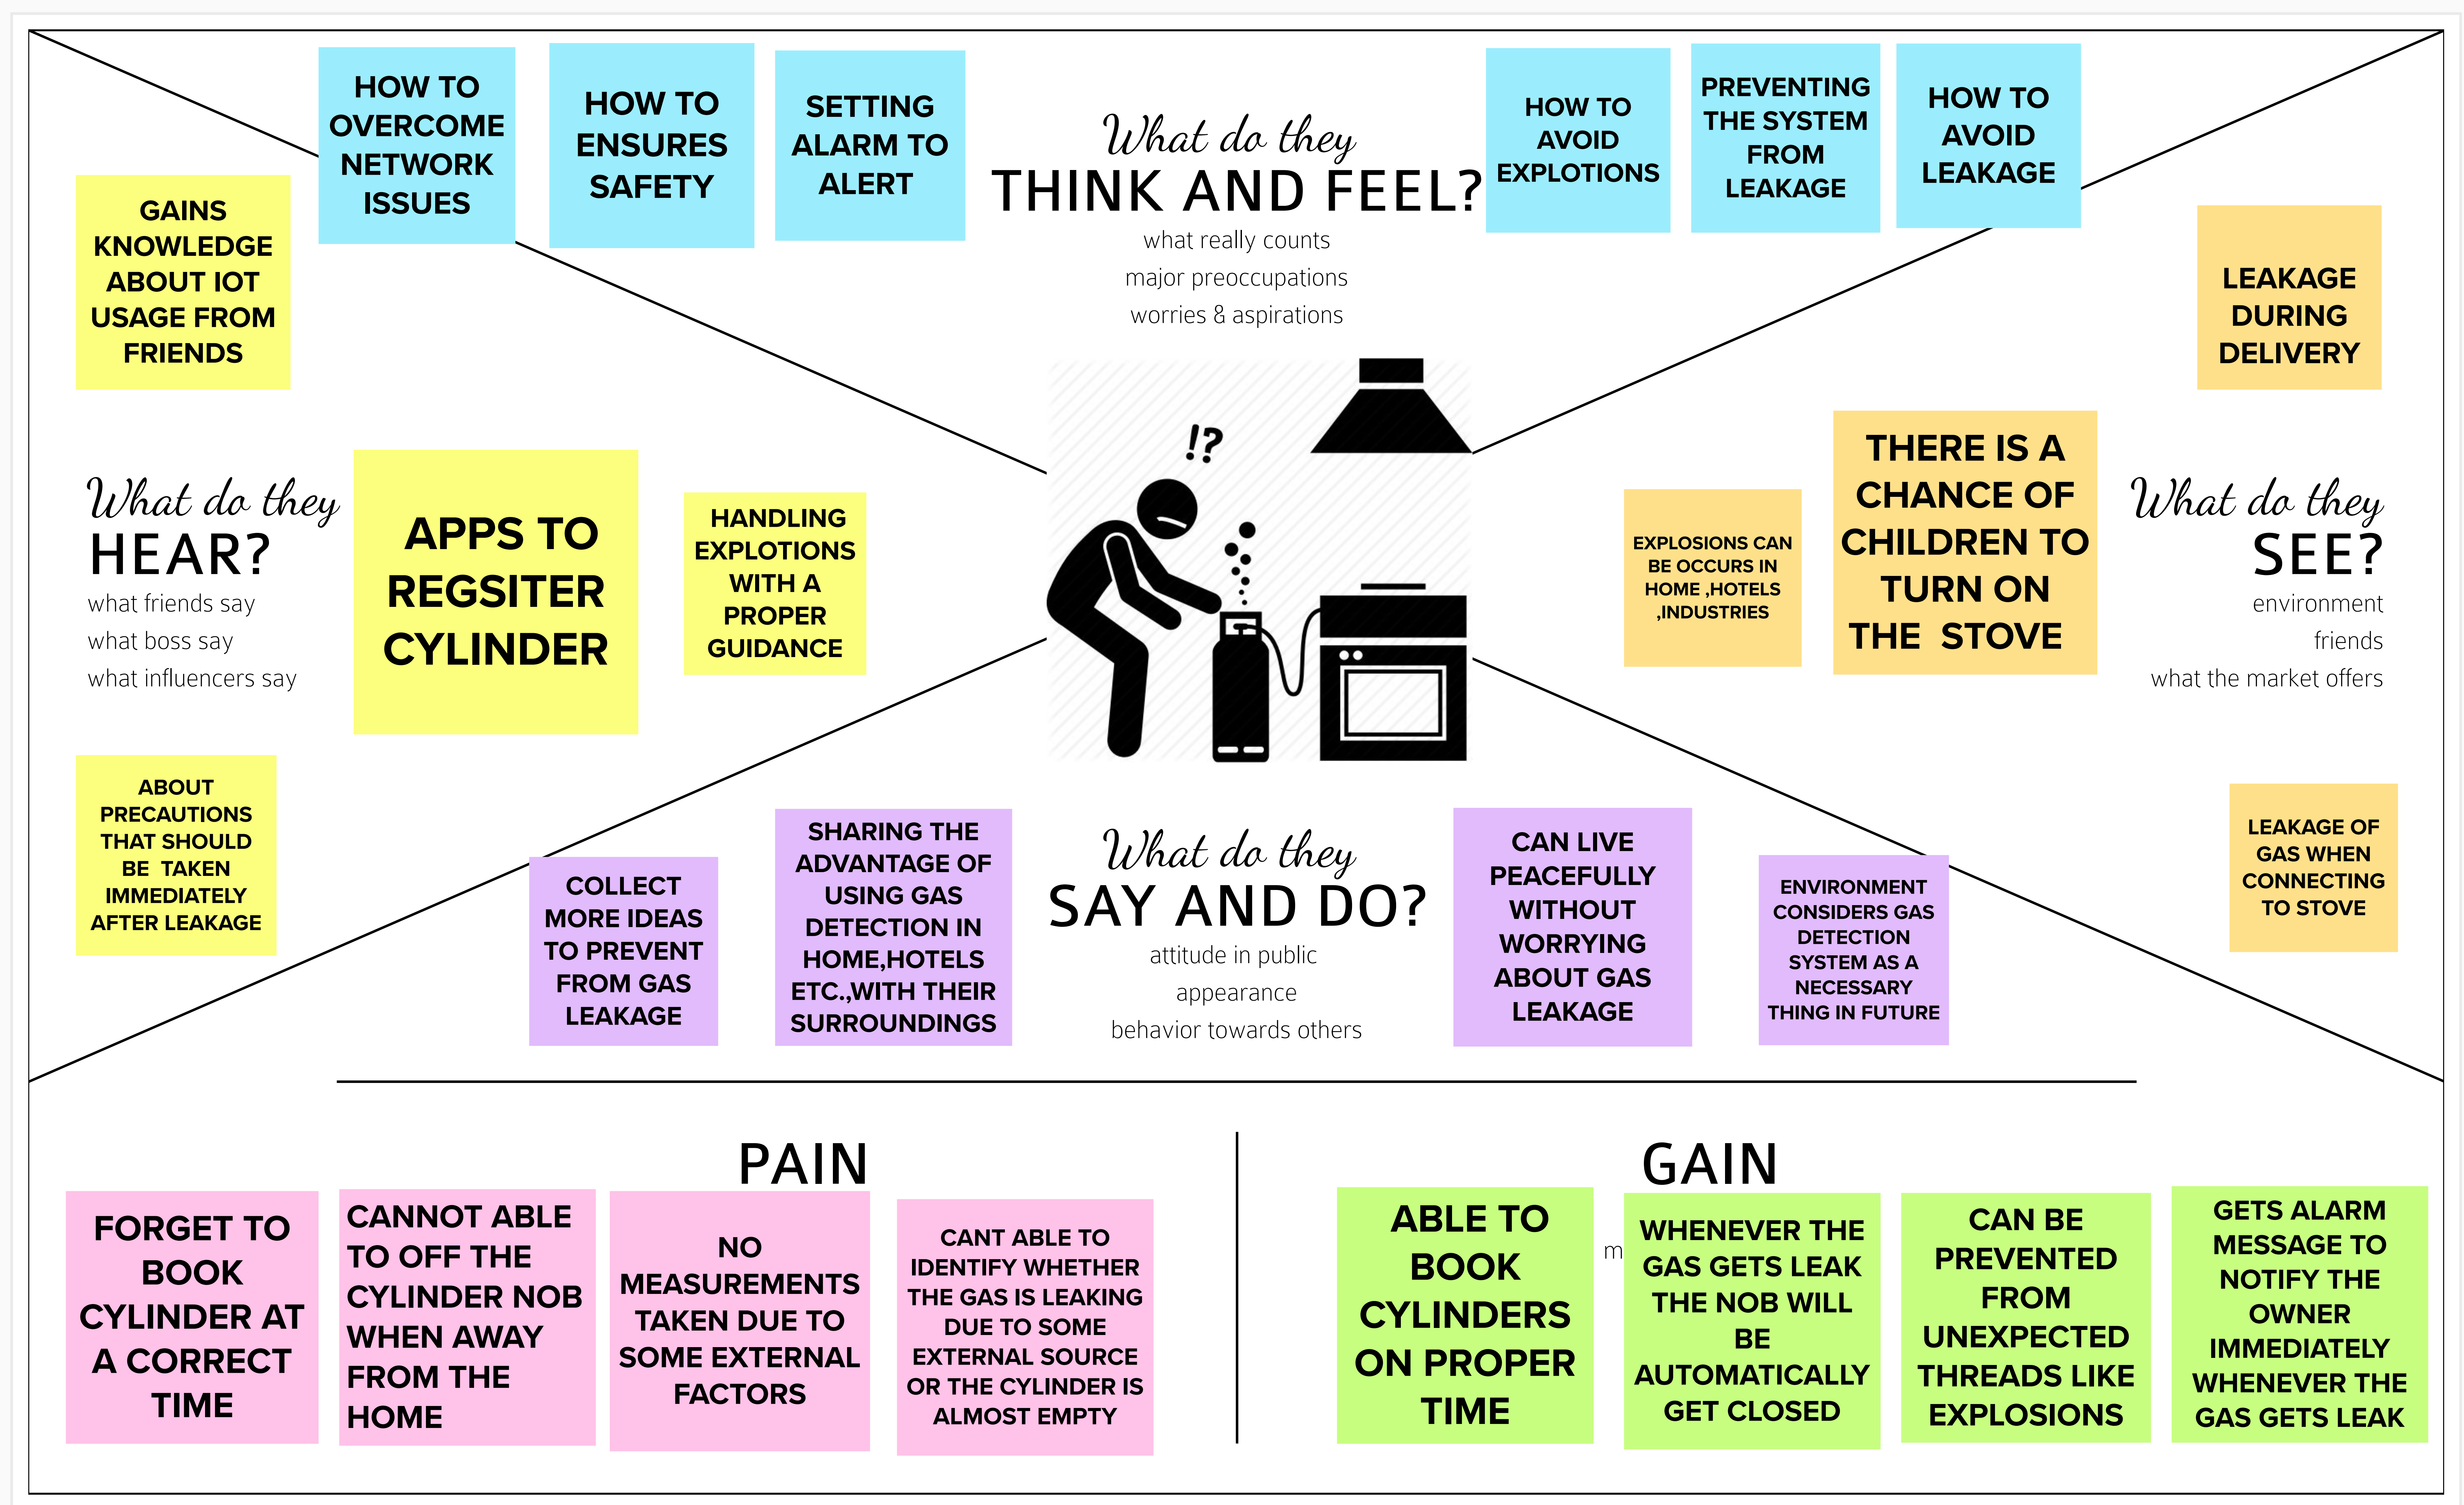 HOW TO
OVERCOME
NETWORK
ISSUES
HOW TO
ENSURES
SAFETY
SETTING
ALARM TO
ALERT
What do they
THINK AND FEEL?
what really counts
major preoccupations
worries & aspirations
HOW TO
AVOID
EXPLOTIONS
PREVENTING
THE SYSTEM
FROM
LEAKAGE
HOW TO
AVOID
LEAKAGE
GAINS
KNOWLEDGE
ABOUT IOT
USAGE FROM
FRIENDS
What do they
HEAR?
what friends say
what boss say
what influencers say
APPS TO
REGSITER
CYLINDER
HANDLING
EXPLOTIONS
WITH A
PROPER
GUIDANCE
ABOUT
PRECAUTIONS
THAT SHOULD
BE TAKEN
IMMEDIATELY
AFTER LEAKAGE
!?
LEAKAGE
DURING
DELIVERY
EXPLOSIONS CAN
BE OCCURS IN
HOME ,HOTELS
,INDUSTRIES
THERE IS A
CHANCE OF
CHILDREN TO
TURN ON
THE STOVE
What do they
SEE?
environment
friends
what the market offers
LEAKAGE OF
GAS WHEN
CONNECTING
TO STOVE
COLLECT
MORE IDEAS
TO PREVENT
FROM GAS
LEAKAGE
SHARING THE
ADVANTAGE OF
USING GAS
DETECTION IN
HOME,HOTELS
ETC.,WITH THEIR
SURROUNDINGS
What do they
SAY AND DO?
attitude in public
appearance
behavior towards others
CAN LIVE
PEACEFULLY
WITHOUT
WORRYING
ABOUT GAS
LEAKAGE
ENVIRONMENT
CONSIDERS GAS
DETECTION
SYSTEM AS A
NECESSARY
THING IN FUTURE
PAIN
FORGET TO
BOOK
CYLINDER AT
A CORRECT
TIME
CANNOT ABLE
TO OFF THE
CYLINDER NOB
WHEN AWAY
FROM THE
HOME
NO
MEASUREMENTS
TAKEN DUE TO
SOME EXTERNAL
FACTORS
CANT ABLE TO
IDENTIFY WHETHER
THE GAS IS LEAKING
DUE TO SOME
EXTERNAL SOURCE
OR THE CYLINDER IS
ALMOST EMPTY
GAIN
ABLE TO
BOOK
CYLINDERS
ON PROPER
TIME
WHENEVER THE
GAS GETS LEAK
THE NOB WILL
BE
AUTOMATICALLY
GET CLOSED
CAN BE
PREVENTED
FROM
UNEXPECTED
THREADS LIKE
EXPLOSIONS
GETS ALARM
MESSAGE TO
NOTIFY THE
OWNER
IMMEDIATELY
WHENEVER THE
GAS GETS LEAK